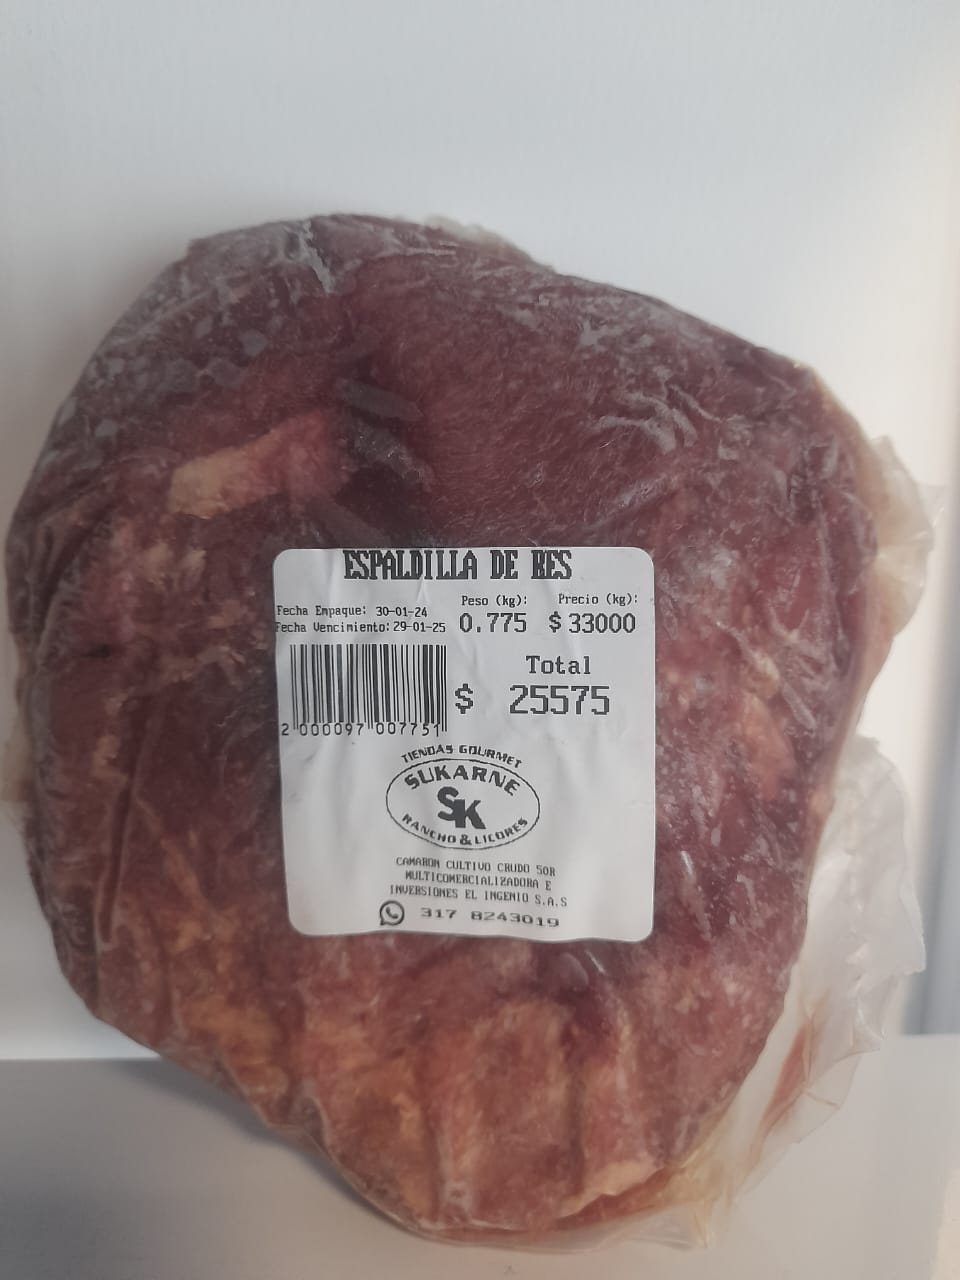 ESPALDILLA DE RES
Fecha Empaque: 30-01-24
Fecha Vencimiento: 29-01-25
Peso (kg):
0.775
Precio (kg):
$ 33000
Total
$ 25575
2 000097 007751
TIENDAS GOURMET
SUKARNE
SK
RANCHO & LICORES
CAMARON CULTIVO CRUDO 50R
MULTICOMERCIALIZADORA E
INVERSIONES EL INGENIO S.A.S
317 8243019